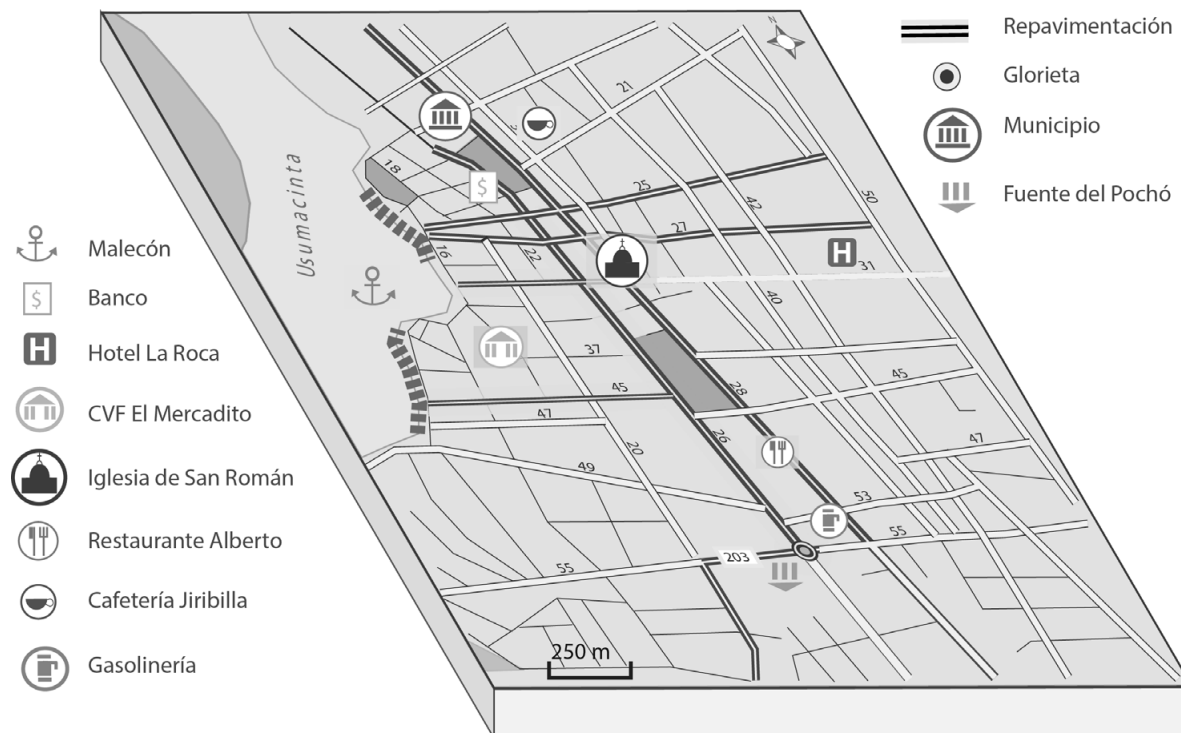 Repavimentación
Glorieta
Municipio
Fuente del Pochó
Malecón
$ Banco
H Hotel La Roca
CVF El Mercadito
Iglesia de San Román
Restaurante Alberto
Cafetería Jiribilla
Gasolinería
N
Usumacinta
21
18
$
25
42
50
27
16
22
H
31
40
37
45
28
45
47
26
20
47
49
53
55
203
55
250 m